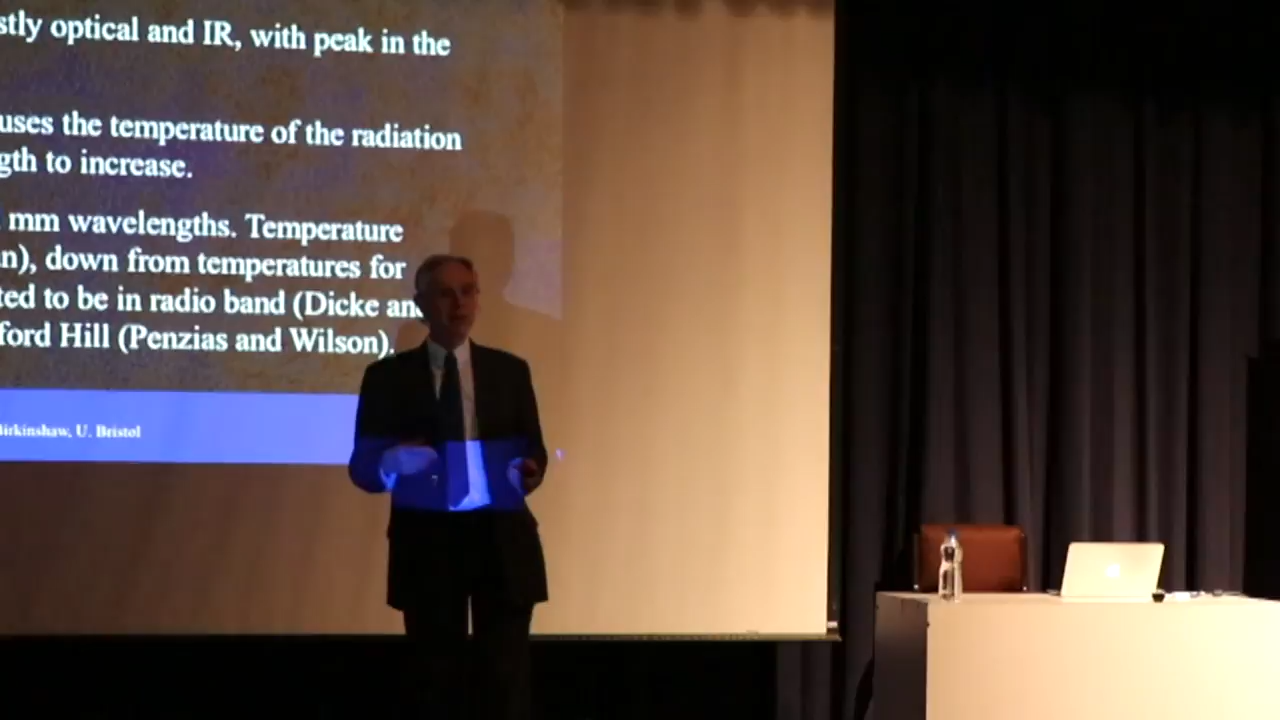 stly optical and IR, with peak in the
uses the temperature of the radiation
gth to increase.
mm wavelengths. Temperature
n), down from temperatures for
ted to be in radio band (Dicke an
ford Hill (Penzias and Wilson).
Birkinshaw, U. Bristol